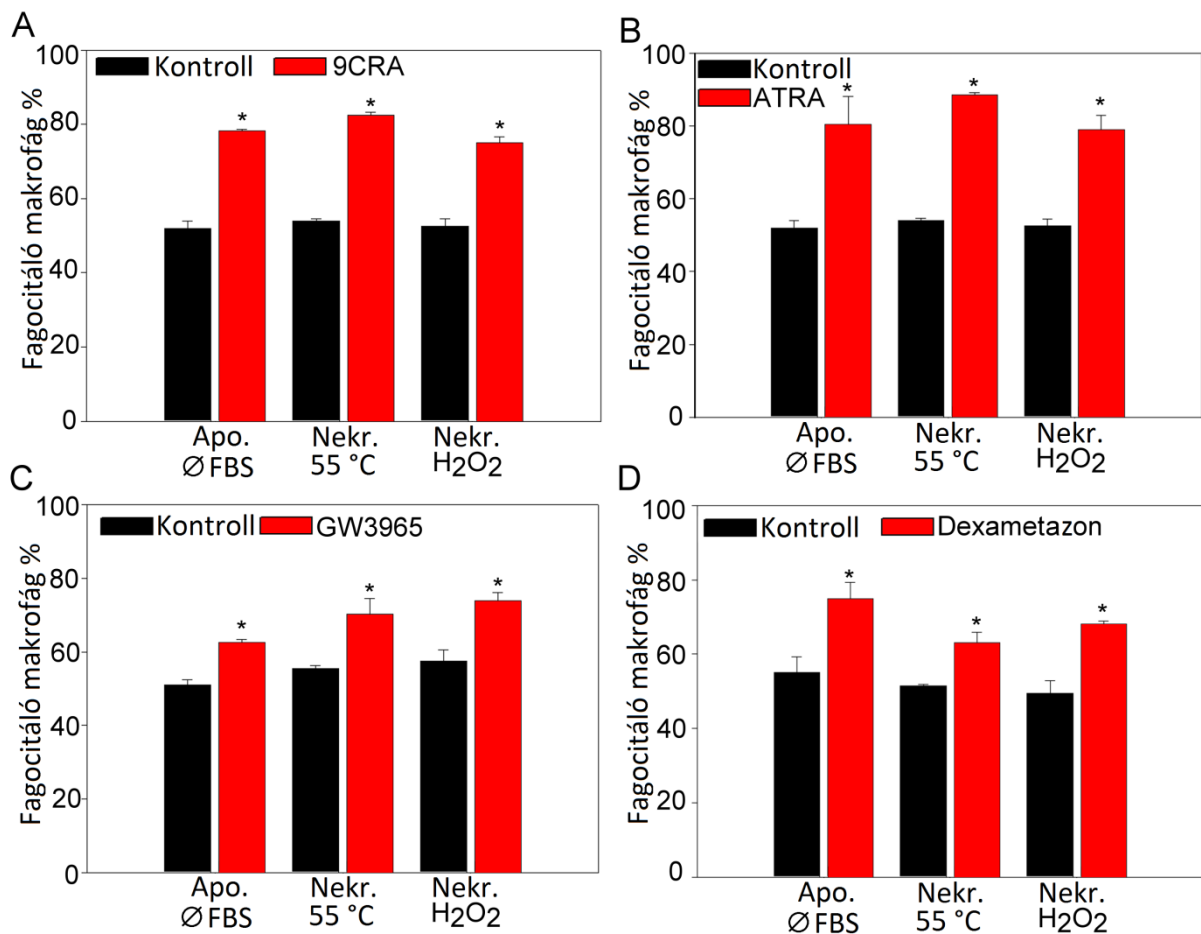 A
Fagocitáló makrofág %
100
80
60
40
20
0
Kontroll 9CRA
* * *
Apo. Nekr. Nekr.
∅ FBS 55 °C H2O2
B
Fagocitáló makrofág %
100
80
60
40
20
0
Kontroll
ATRA
* * *
Apo. Nekr. Nekr.
∅ FBS 55 °C H2O2
C
Fagocitáló makrofág %
100
80
60
40
20
0
Kontroll GW3965
* * *
Apo. Nekr. Nekr.
∅ FBS 55 °C H2O2
D
Fagocitáló makrofág %
100
80
60
40
20
0
Kontroll Dexametazon
* * *
Apo. Nekr. Nekr.
∅ FBS 55 °C H2O2